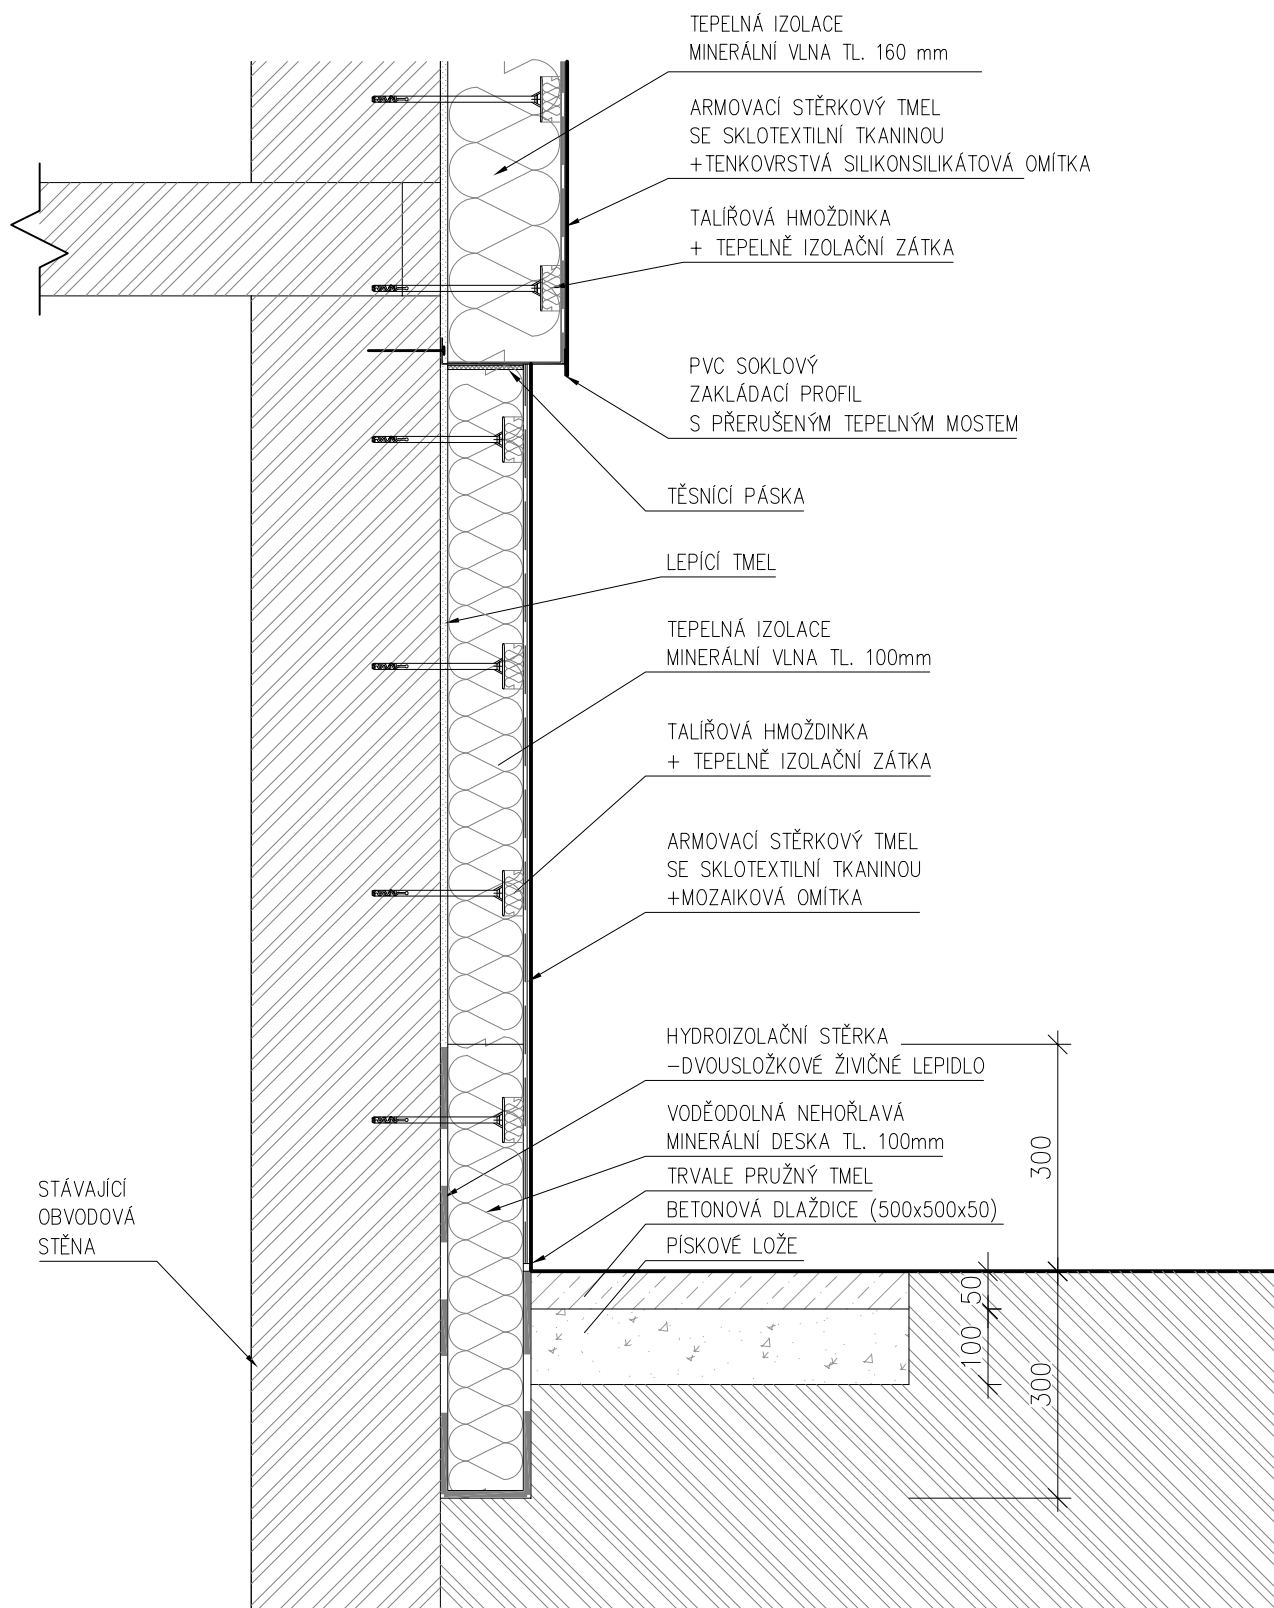 TEPELNÁ IZOLACE
MINERÁLNÍ VLNA TL. 160 mm
ARMOVACÍ STĚRKOVÝ TMEL
SE SKLOTEXTILNÍ TKANINOU
+TENKOVRSTVÁ SILIKONSILIKÁTOVÁ OMÍTKA
TALÍŘOVÁ HMOŽDINKA
+ TEPELNĚ IZOLAČNÍ ZÁTKA
PVC SOKLOVÝ
ZAKLÁDACÍ PROFIL
S PŘERUŠENÝM TEPELNÝM MOSTEM
TĚSNÍCÍ PÁSKA
LEPÍCÍ TMEL
TEPELNÁ IZOLACE
MINERÁLNÍ VLNA TL. 100mm
TALÍŘOVÁ HMOŽDINKA
+ TEPELNĚ IZOLAČNÍ ZÁTKA
ARMOVACÍ STĚRKOVÝ TMEL
SE SKLOTEXTILNÍ TKANINOU
+MOZAIKOVÁ OMÍTKA
HYDROIZOLAČNÍ STĚRKA
-DVOUSLOŽKOVÉ ŽIVIČNÉ LEPIDLO
VODĚODOLNÁ NEHOŘLAVÁ
MINERÁLNÍ DESKA TL. 100mm
TRVALE PRUŽNÝ TMEL
BETONOVÁ DLAŽDICE (500x500x50)
PÍSKOVÉ LOŽE
STÁVAJÍCÍ
OBVODOVÁ
STĚNA
300
50
100
300